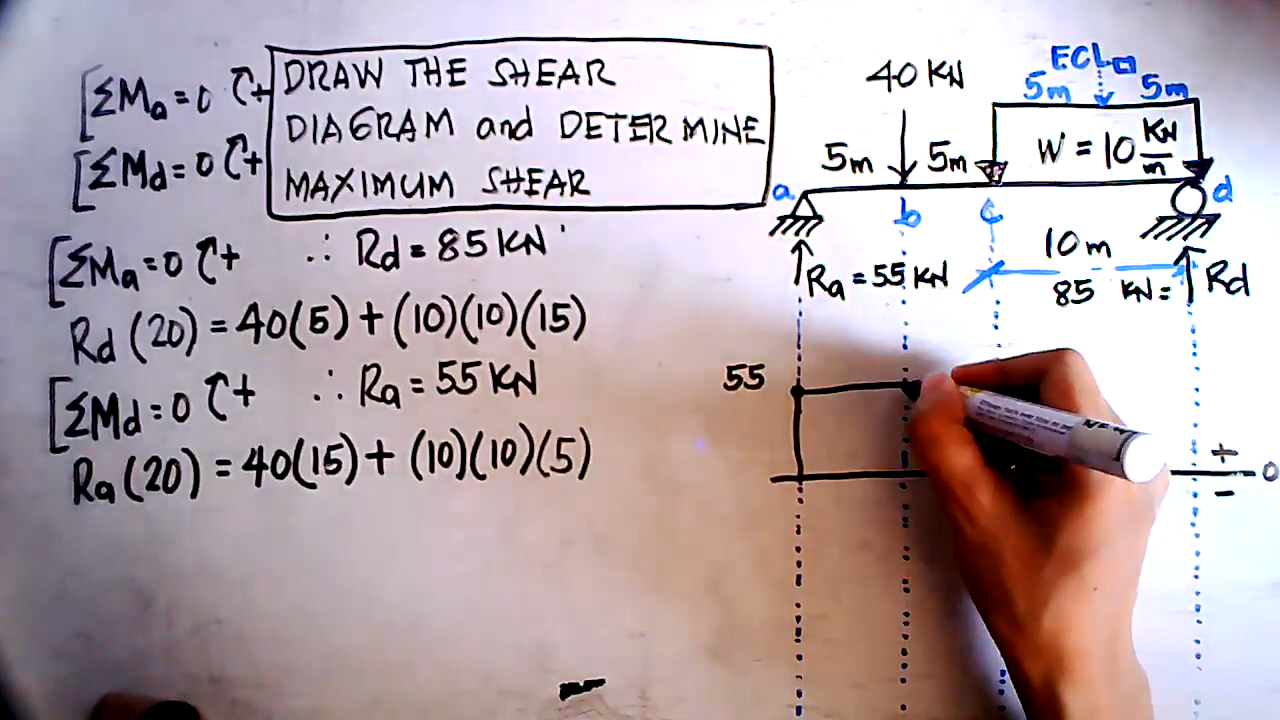 [ΣMa = 0 ↻+
[ΣMd = 0 ↻+
DRAW THE SHEAR
DIAGRAM and DETERMINE
MAXIMUM SHEAR
[ΣMa = 0 ↻+ ∴ Rd = 85 KN
Rd (20) = 40(5) + (10)(10)(15)
[ΣMd = 0 ↻+ ∴ Ra = 55 KN
Ra (20) = 40(15) + (10)(10)(5)
40 KN
ECL
5m 5m
5m 5m W = 10 KN/m
a b c d
10 m
Ra = 55 KN 85 KN = Rd
55
+
0
−
NEW